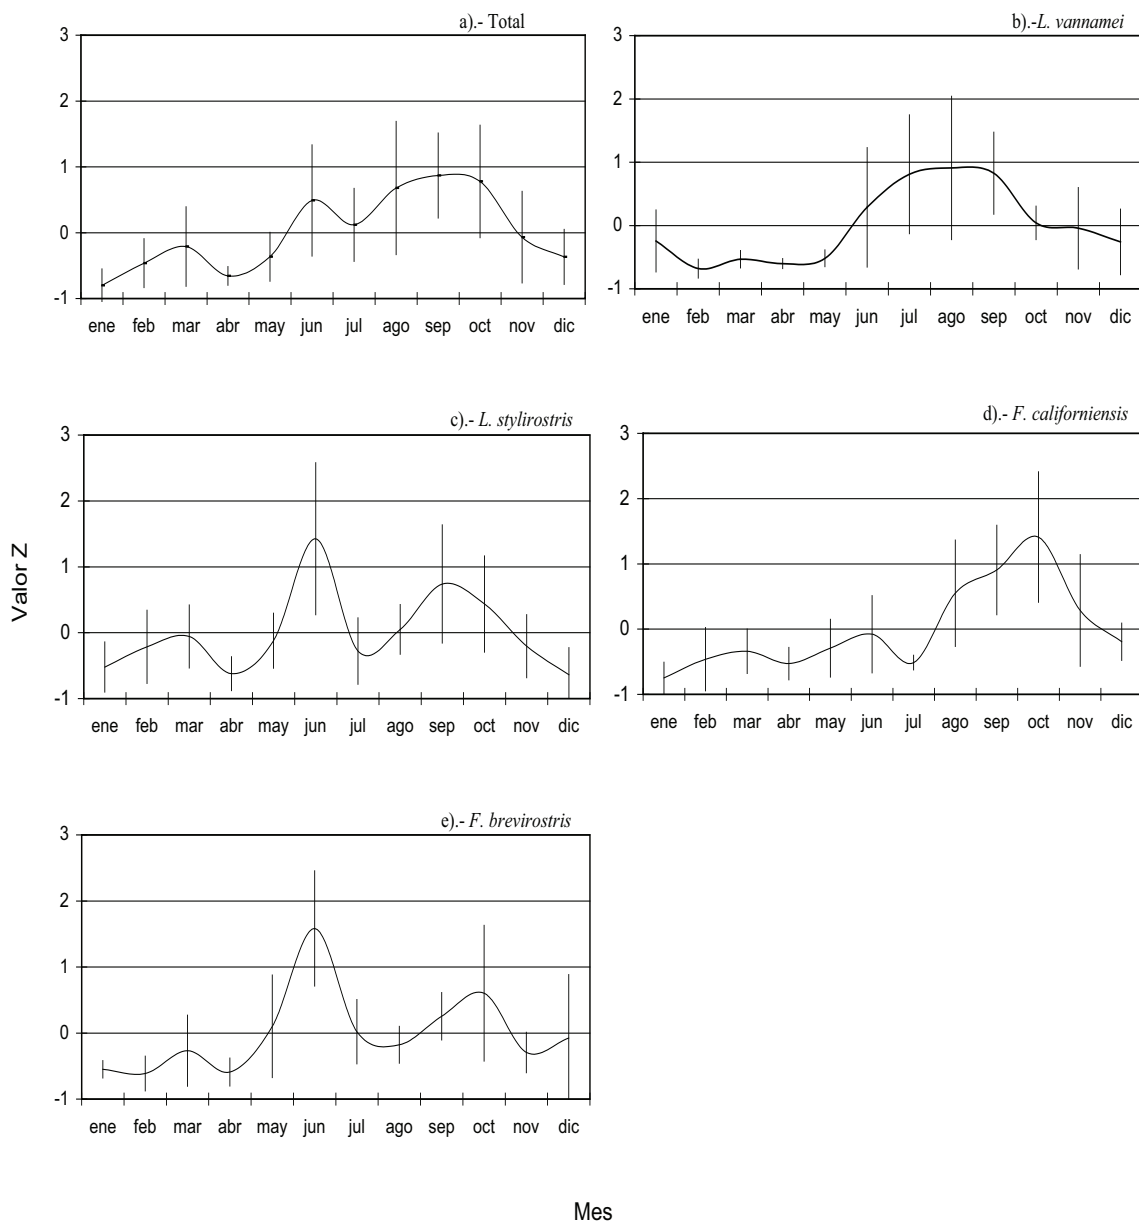 a).- Total
3
2
1
0
-1
ene feb mar abr may jun jul ago sep oct nov dic
b).-L. vannamei
3
2
1
0
-1
ene feb mar abr may jun jul ago sep oct nov dic
c).- L. stylirostris
3
2
1
0
-1
ene feb mar abr may jun jul ago sep oct nov dic
d).- F. californiensis
3
2
1
0
-1
ene feb mar abr may jun jul ago sep oct nov dic
Valor Z
e).- F. brevirostris
3
2
1
0
-1
ene feb mar abr may jun jul ago sep oct nov dic
Mes